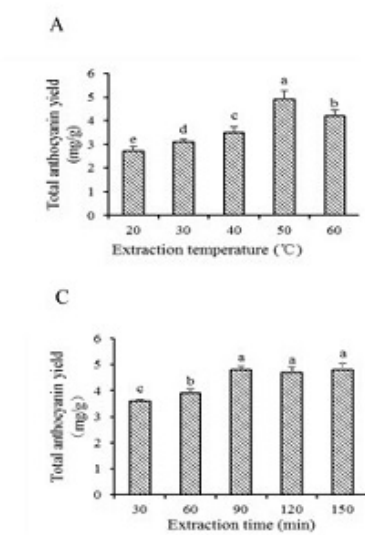 A
Total anthocyanin yield
(mg/g)
6
5
4
3
2
1
0
e
d
c
a
b
20 30 40 50 60
Extraction temperature (℃)
C
Total anthocyanin yield
(mg/g)
6
5
4
3
2
1
0
c
b
a
a
a
30 60 90 120 150
Extraction time (min)